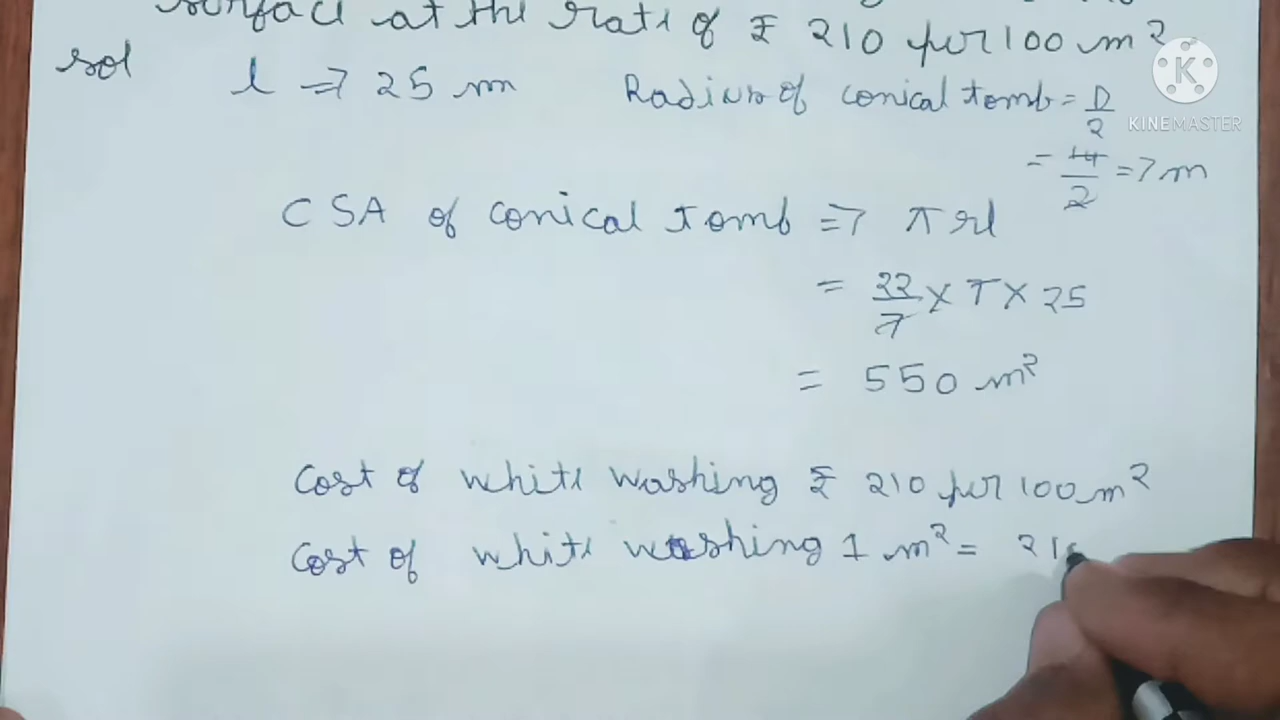 surface at the rate of ₹ 210 per 100 m²
sol l ⇒ 25 m Radius of conical tomb = D/2
= 14/2 = 7 m
CSA of conical tomb ⇒ πrl
= 22/7 × 7 × 25
= 550 m²
Cost of white washing ₹ 210 per 100 m²
Cost of white washing 1 m² = 210
K
KINEMASTER